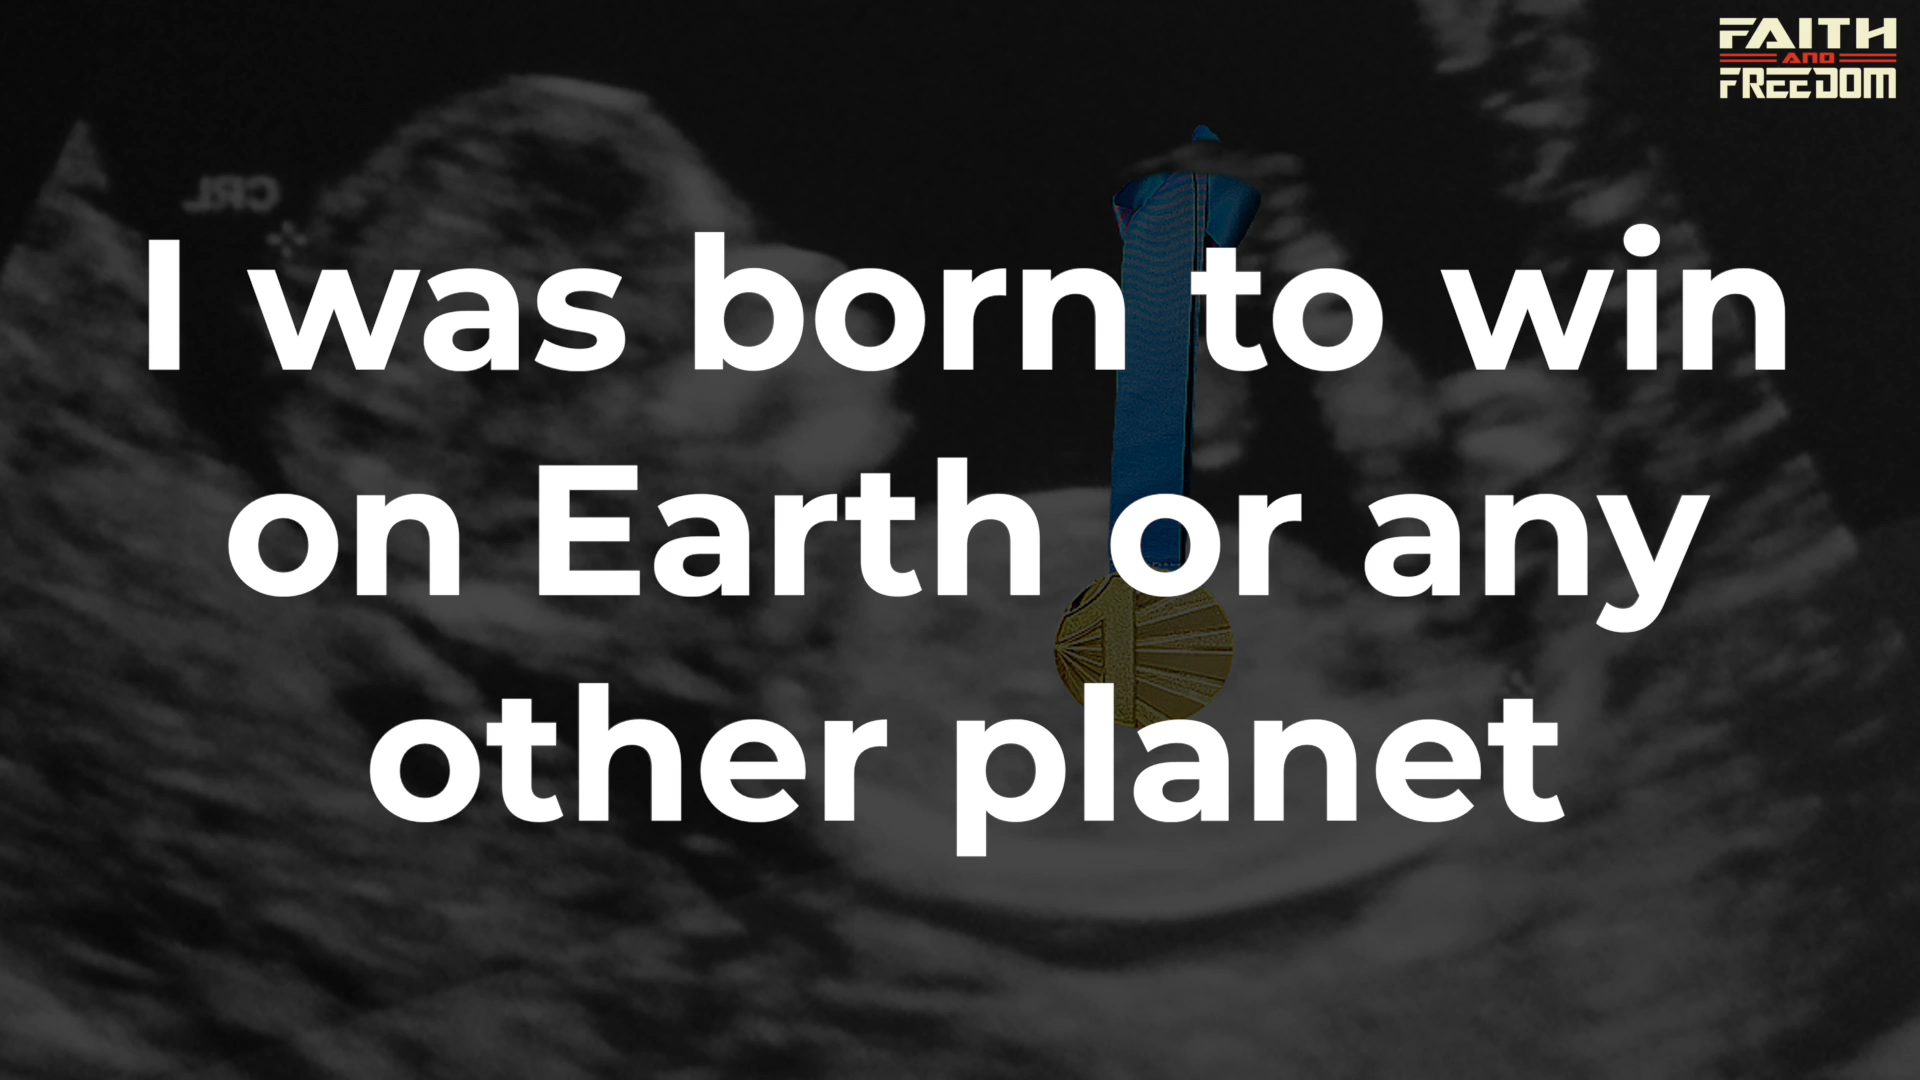 FAITH
AND
FREEDOM
CRL
I was born to win
on Earth or any
other planet